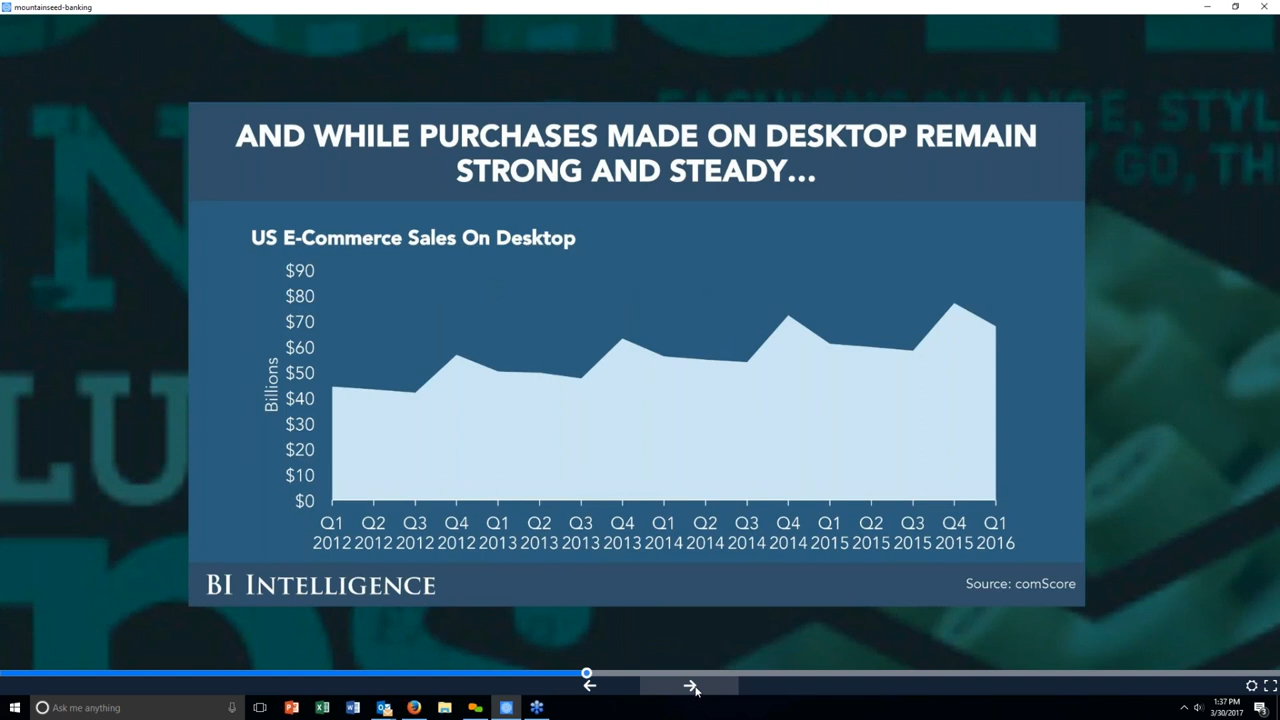 mountainseed-banking
AND WHILE PURCHASES MADE ON DESKTOP REMAIN
STRONG AND STEADY...
US E-Commerce Sales On Desktop
$90
$80
$70
$60
$50
$40
$30
$20
$10
$0
Billions
Q1 Q2 Q3 Q4 Q1 Q2 Q3 Q4 Q1 Q2 Q3 Q4 Q1 Q2 Q3 Q4 Q1
2012 2012 2012 2012 2013 2013 2013 2013 2014 2014 2014 2014 2015 2015 2015 2015 2016
BI INTELLIGENCE
Source: comScore
Ask me anything
1:37 PM
3/30/2017